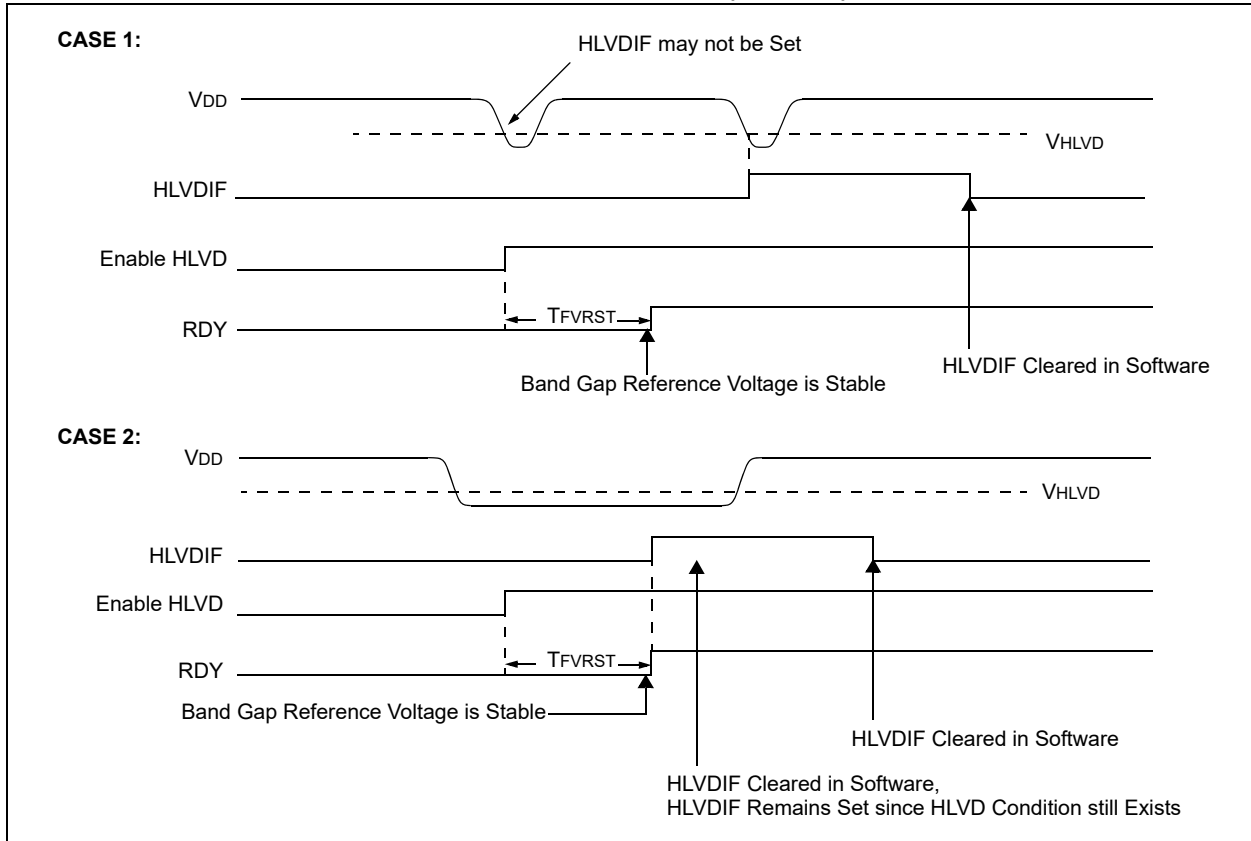 CASE 1:
HLVDIF may not be Set
VDD
VHLVD
HLVDIF
Enable HLVD
TFVRST
RDY
HLVDIF Cleared in Software
Band Gap Reference Voltage is Stable
CASE 2:
VDD
VHLVD
HLVDIF
Enable HLVD
TFVRST
RDY
Band Gap Reference Voltage is Stable
HLVDIF Cleared in Software
HLVDIF Cleared in Software,
HLVDIF Remains Set since HLVD Condition still Exists